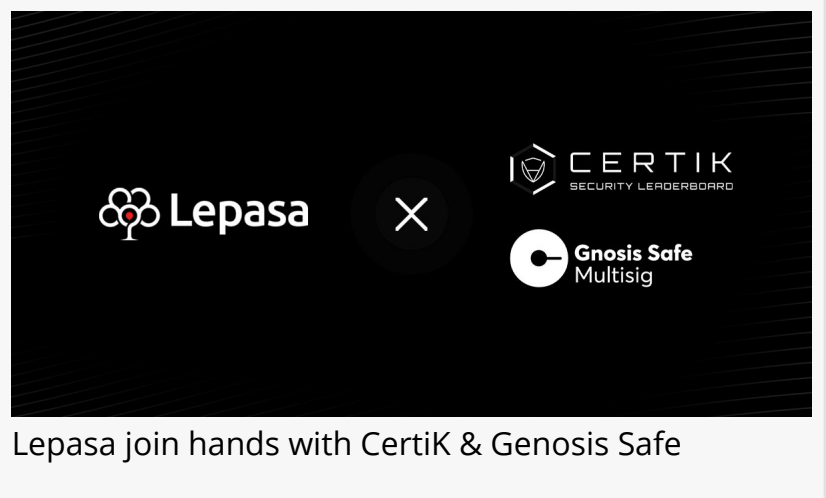 Lepasa
CERTIK
SECURITY LEADERBOARD
Gnosis Safe
Multisig
Lepasa join hands with CertiK & Genosis Safe